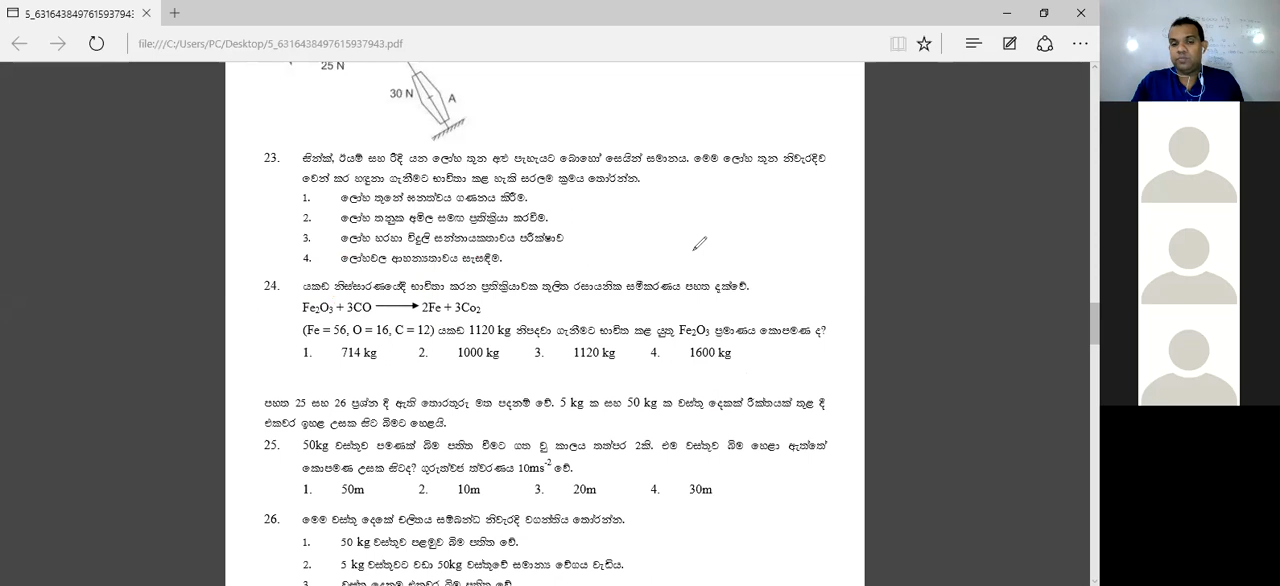 5_6316438497615937943
file:///C:/Users/PC/Desktop/5_6316438497615937943.pdf
25 N
30 N
A
23. සින්ක්, ඊයම් සහ රිදී යන ලෝහ තුන අළු පැහැයට බොහෝ සෙයින් සමානය. මෙම ලෝහ තුන නිවැරදිව
වෙන් කර හඳුනා ගැනීමට භාවිතා කළ හැකි සරලම ක්‍රමය තෝරන්න.
1. ලෝහ තුනේ ඝනත්වය ගණනය කිරීම.
2. ලෝහ තනුක අම්ල සමඟ ප්‍රතික්‍රියා කරවීම.
3. ලෝහ හරහා විදුලි සන්නායකතාවය පරීක්ෂාව
4. ලෝහවල ආහන්‍යතාවය සැසඳීම.
24. යකඩ නිස්සාරණයේදී භාවිතා කරන ප්‍රතික්‍රියාවක තුලිත රසායනික සමීකරණය පහත දක්වේ.
Fe₂O₃ + 3CO ⟶ 2Fe + 3Co₂
(Fe = 56, O = 16, C = 12) යකඩ 1120 kg නිපදවා ගැනීමට භාවිත කළ යුතු Fe₂O₃ ප්‍රමාණය කොපමණ ද?
1. 714 kg 2. 1000 kg 3. 1120 kg 4. 1600 kg
පහත 25 සහ 26 ප්‍රශ්න දී ඇති තොරතුරු මත පදනම් වේ. 5 kg ක සහ 50 kg ක වස්තු දෙකක් රික්තයක් තුළ දී
එකවර ඉහළ උසක සිට බිමට හෙළයි.
25. 50kg වස්තුව පමණක් බිම පතිත වීමට ගත වූ කාලය තත්පර 2කි. එම වස්තුව බිම හෙළා ඇත්තේ
කොපමණ උසක සිටද? ගුරුත්වජ ත්වරණය 10ms⁻² වේ.
1. 50m 2. 10m 3. 20m 4. 30m
26. මෙම වස්තු දෙකේ චලිතය සම්බන්ධ නිවැරදි වගන්තිය තෝරන්න.
1. 50 kg වස්තුව පළමුව බිම පතිත වේ.
2. 5 kg වස්තුවට වඩා 50kg වස්තුවේ සමාන්‍ය වේගය වැඩිය.
3. වස්තු දෙකම එකවර බිම පතිත වේ